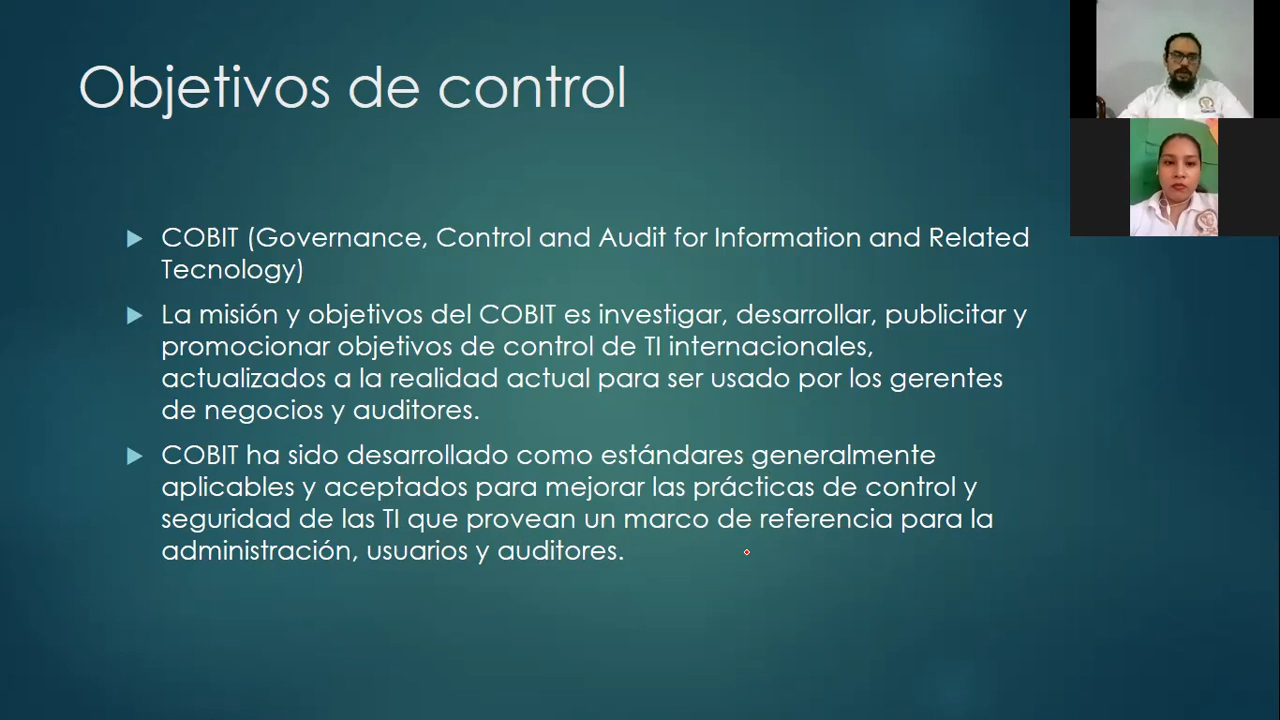 Objetivos de control
COBIT (Governance, Control and Audit for Information and Related
Tecnology)
La misión y objetivos del COBIT es investigar, desarrollar, publicitar y
promocionar objetivos de control de TI internacionales,
actualizados a la realidad actual para ser usado por los gerentes
de negocios y auditores.
COBIT ha sido desarrollado como estándares generalmente
aplicables y aceptados para mejorar las prácticas de control y
seguridad de las TI que provean un marco de referencia para la
administración, usuarios y auditores.